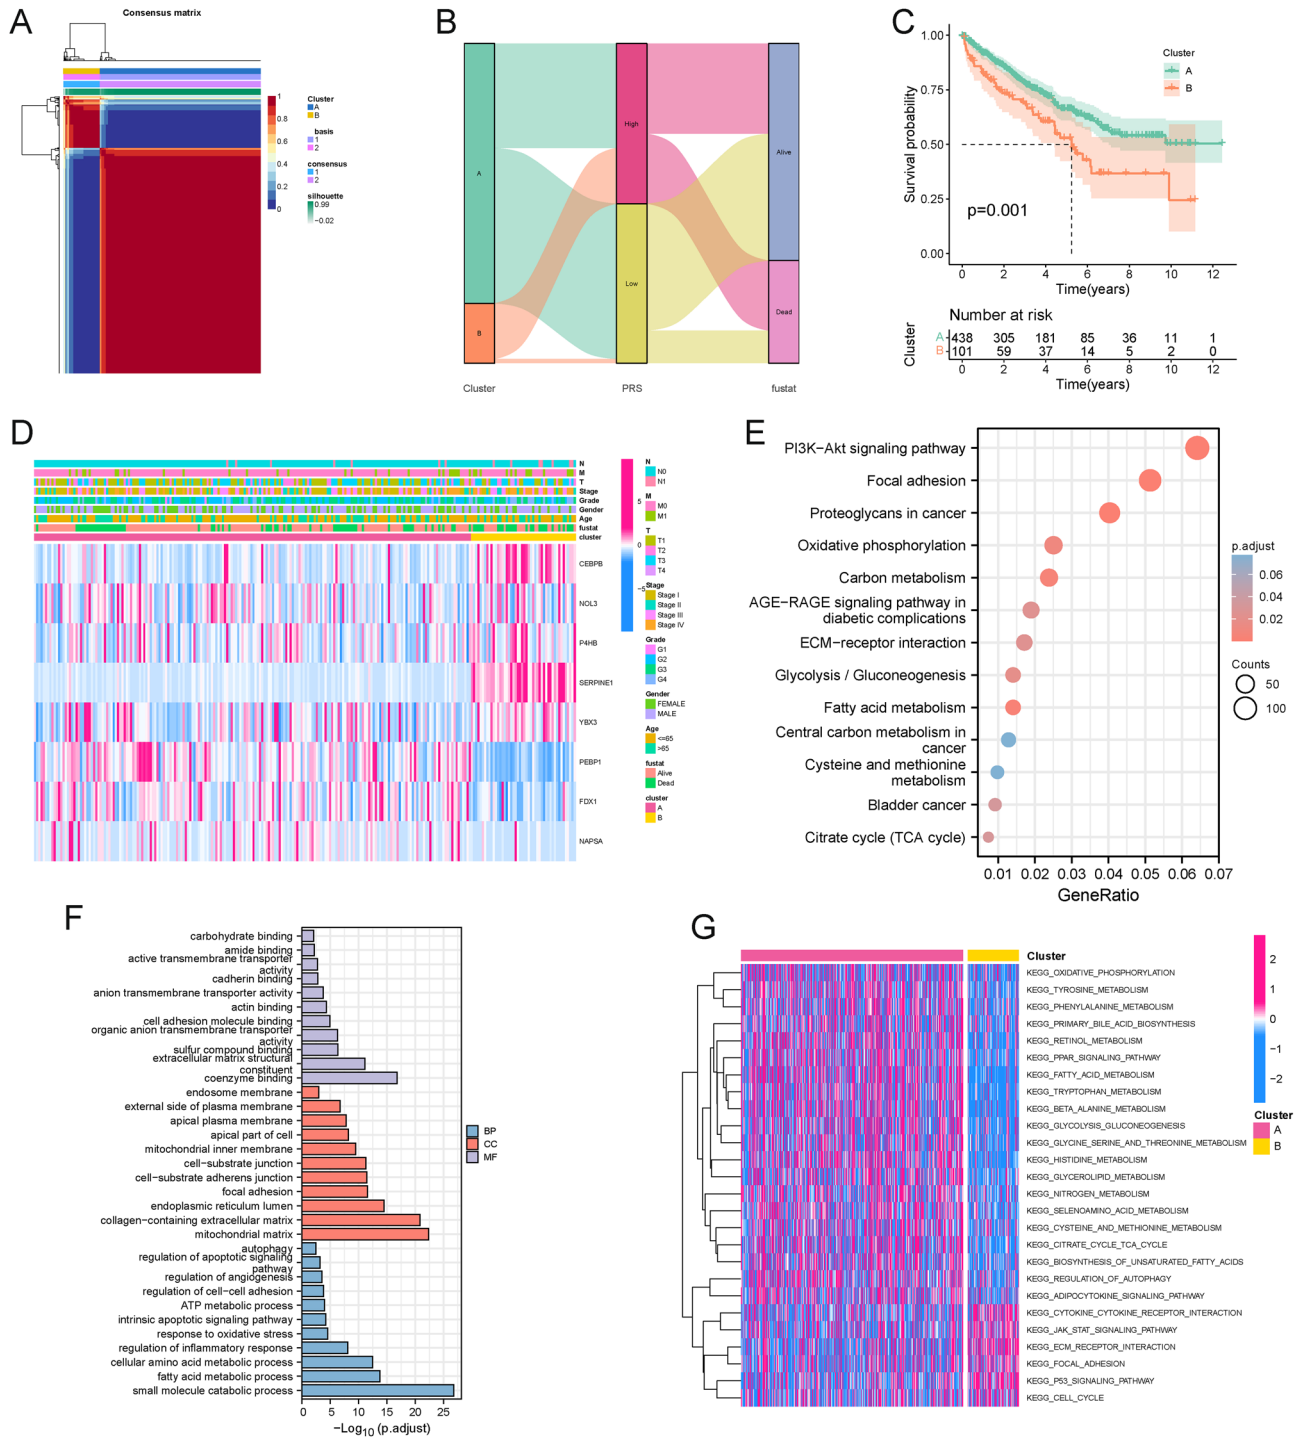 A
Consensus matrix
1
0.8
0.6
0.4
0.2
0
Cluster
A
B
basis
1
2
consensus
1
2
silhouette
0.99
−0.02
B
A
B
High
Low
Alive
Dead
Cluster
PRS
fustat
C
Survival probability
1.00
0.75
0.50
0.25
0.00
p=0.001
Cluster
A
B
0 2 4 6 8 10 12
Time(years)
Number at risk
Cluster
A 438 305 181 85 36 11 1
B 101 59 37 14 5 2 0
0 2 4 6 8 10 12
Time(years)
D
N
M
T
Stage
Grade
Gender
Age
fustat
cluster
CEBPB
NOL3
P4HB
SERPINE1
YBX3
PEBP1
FDX1
NAPSA
5
0
−5
N
N0
N1
M
M0
M1
T
T1
T2
T3
T4
Stage
Stage I
Stage II
Stage III
Stage IV
Grade
G1
G2
G3
G4
Gender
FEMALE
MALE
Age
<=65
>65
fustat
Alive
Dead
cluster
A
B
E
PI3K−Akt signaling pathway
Focal adhesion
Proteoglycans in cancer
Oxidative phosphorylation
Carbon metabolism
AGE−RAGE signaling pathway in
diabetic complications
ECM−receptor interaction
Glycolysis / Gluconeogenesis
Fatty acid metabolism
Central carbon metabolism in
cancer
Cysteine and methionine
metabolism
Bladder cancer
Citrate cycle (TCA cycle)
0.01 0.02 0.03 0.04 0.05 0.06 0.07
GeneRatio
p.adjust
0.06
0.04
0.02
Counts
50
100
F
carbohydrate binding
amide binding
active transmembrane transporter
activity
cadherin binding
anion transmembrane transporter activity
actin binding
cell adhesion molecule binding
organic anion transmembrane transporter
activity
sulfur compound binding
extracellular matrix structural
constituent
coenzyme binding
endosome membrane
external side of plasma membrane
apical plasma membrane
apical part of cell
mitochondrial inner membrane
cell−substrate junction
cell−substrate adherens junction
focal adhesion
endoplasmic reticulum lumen
collagen−containing extracellular matrix
mitochondrial matrix
autophagy
regulation of apoptotic signaling
pathway
regulation of angiogenesis
regulation of cell−cell adhesion
ATP metabolic process
intrinsic apoptotic signaling pathway
response to oxidative stress
regulation of inflammatory response
cellular amino acid metabolic process
fatty acid metabolic process
small molecule catabolic process
0 5 10 15 20 25
−Log10 (p.adjust)
BP
CC
MF
G
Cluster
KEGG_OXIDATIVE_PHOSPHORYLATION
KEGG_TYROSINE_METABOLISM
KEGG_PHENYLALANINE_METABOLISM
KEGG_PRIMARY_BILE_ACID_BIOSYNTHESIS
KEGG_RETINOL_METABOLISM
KEGG_PPAR_SIGNALING_PATHWAY
KEGG_FATTY_ACID_METABOLISM
KEGG_TRYPTOPHAN_METABOLISM
KEGG_BETA_ALANINE_METABOLISM
KEGG_GLYCOLYSIS_GLUCONEOGENESIS
KEGG_GLYCINE_SERINE_AND_THREONINE_METABOLISM
KEGG_HISTIDINE_METABOLISM
KEGG_GLYCEROLIPID_METABOLISM
KEGG_NITROGEN_METABOLISM
KEGG_SELENOAMINO_ACID_METABOLISM
KEGG_CYSTEINE_AND_METHIONINE_METABOLISM
KEGG_CITRATE_CYCLE_TCA_CYCLE
KEGG_BIOSYNTHESIS_OF_UNSATURATED_FATTY_ACIDS
KEGG_REGULATION_OF_AUTOPHAGY
KEGG_ADIPOCYTOKINE_SIGNALING_PATHWAY
KEGG_CYTOKINE_CYTOKINE_RECEPTOR_INTERACTION
KEGG_JAK_STAT_SIGNALING_PATHWAY
KEGG_ECM_RECEPTOR_INTERACTION
KEGG_FOCAL_ADHESION
KEGG_P53_SIGNALING_PATHWAY
KEGG_CELL_CYCLE
2
1
0
−1
−2
Cluster
A
B